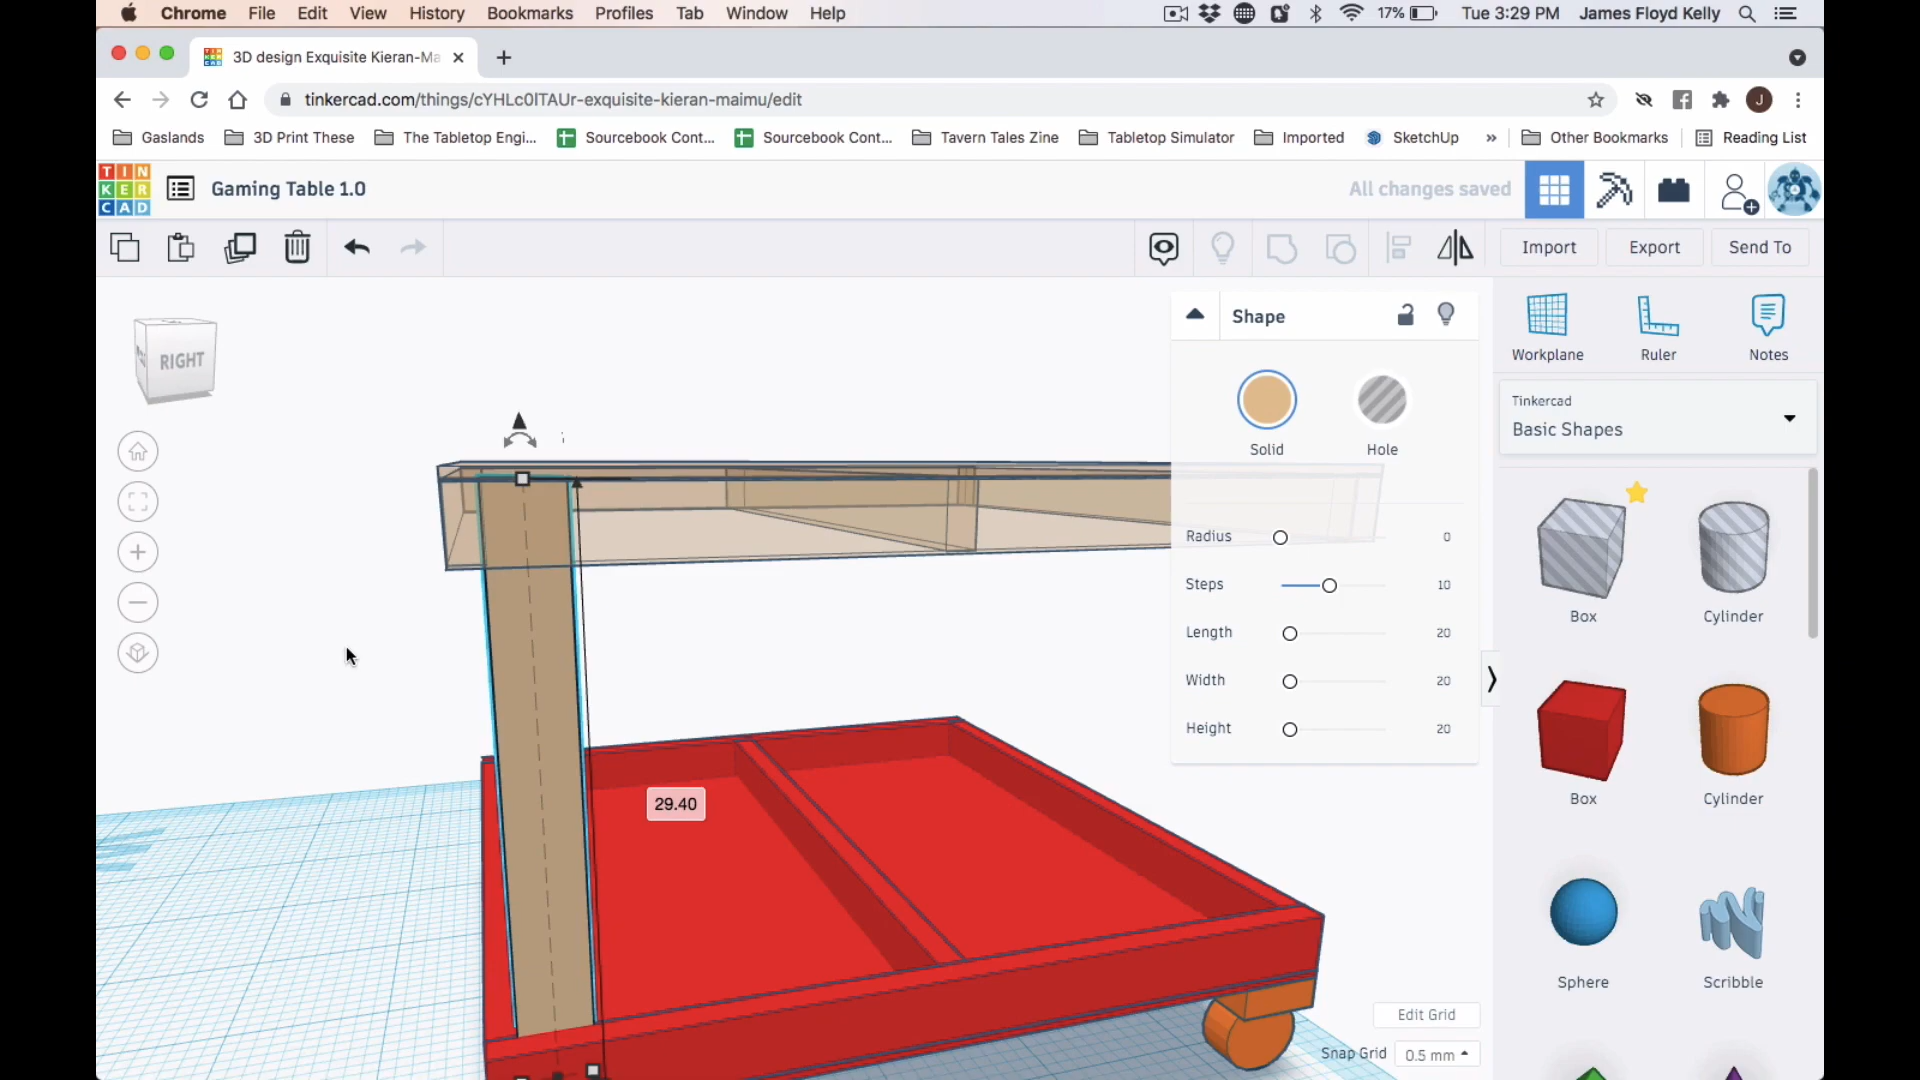 Chrome File Edit View History Bookmarks Profiles Tab Window Help 17% Tue 3:29 PM James Floyd Kelly
3D design Exquisite Kieran-Ma
tinkercad.com/things/cYHLc0lTAUr-exquisite-kieran-maimu/edit J
Gaslands 3D Print These The Tabletop Engi... Sourcebook Cont... Sourcebook Cont... Tavern Tales Zine Tabletop Simulator Imported SketchUp » Other Bookmarks Reading List
TIN
KER
CAD
Gaming Table 1.0
All changes saved
Import Export Send To
RIGHT
Shape
Solid Hole
Radius 0
Steps 10
Length 20
Width 20
Height 20
29.40
Workplane Ruler Notes
Tinkercad
Basic Shapes
Box Cylinder
Box Cylinder
Sphere Scribble
Edit Grid
Snap Grid 0.5 mm